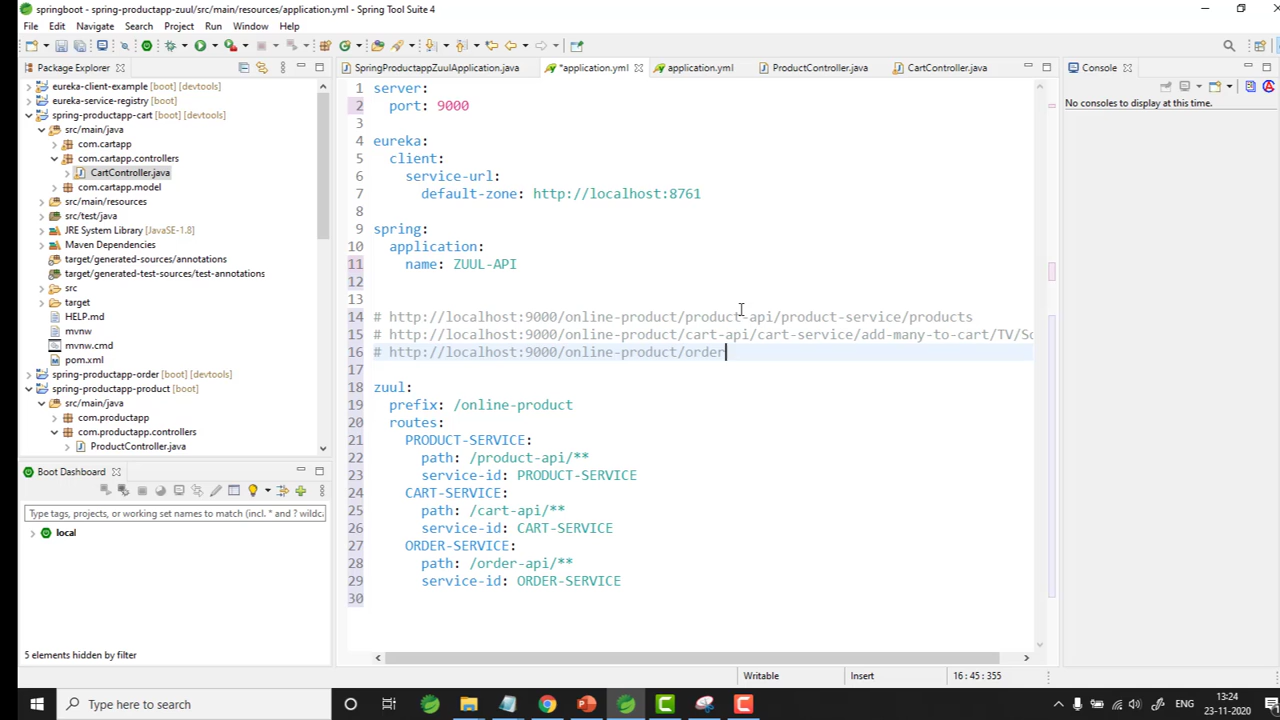 springboot - spring-productapp-zuul/src/main/resources/application.yml - Spring Tool Suite 4
File Edit Navigate Search Project Run Window Help
Package Explorer
SpringProductappZuulApplication.java
*application.yml
application.yml
ProductController.java
CartController.java
Console
No consoles to display at this time.
eureka-client-example [boot] [devtools]
eureka-service-registry [boot] [devtools]
spring-productapp-cart [boot] [devtools]
src/main/java
com.cartapp
com.cartapp.controllers
CartController.java
com.cartapp.model
src/main/resources
src/test/java
JRE System Library [JavaSE-1.8]
Maven Dependencies
target/generated-sources/annotations
target/generated-test-sources/test-annotations
src
target
HELP.md
mvnw
mvnw.cmd
pom.xml
spring-productapp-order [boot] [devtools]
spring-productapp-product [boot] [devtools]
src/main/java
com.productapp
com.productapp.controllers
ProductController.java
Boot Dashboard
Type tags, projects, or working set names to match (incl. * and ? wildc.
local
5 elements hidden by filter
1 server:
2 port: 9000
3
4 eureka:
5 client:
6 service-url:
7 default-zone: http://localhost:8761
8
9 spring:
10 application:
11 name: ZUUL-API
12
13
14 # http://localhost:9000/online-product/product-api/product-service/products
15 # http://localhost:9000/online-product/cart-api/cart-service/add-many-to-cart/TV/So
16 # http://localhost:9000/online-product/order
17
18 zuul:
19 prefix: /online-product
20 routes:
21 PRODUCT-SERVICE:
22 path: /product-api/**
23 service-id: PRODUCT-SERVICE
24 CART-SERVICE:
25 path: /cart-api/**
26 service-id: CART-SERVICE
27 ORDER-SERVICE:
28 path: /order-api/**
29 service-id: ORDER-SERVICE
30
Writable
Insert
16 : 45 : 355
Type here to search
ENG
13:24
23-11-2020